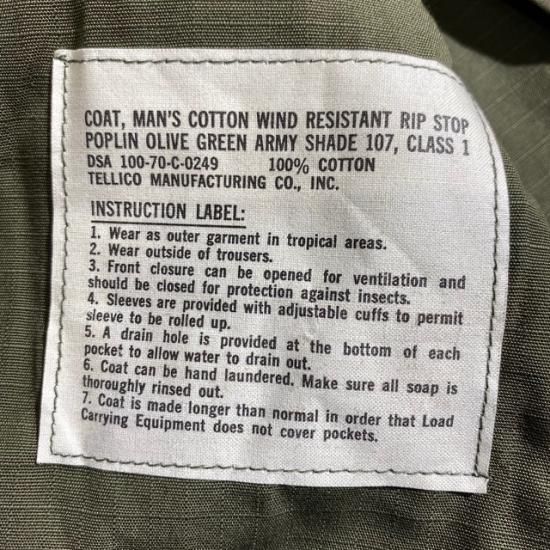 COAT, MAN'S COTTON WIND RESISTANT RIP STOP
POPLIN OLIVE GREEN ARMY SHADE 107, CLASS 1
DSA 100-70-C-0249 100% COTTON
TELLICO MANUFACTURING CO., INC.
INSTRUCTION LABEL:
1. Wear as outer garment in tropical areas.
2. Wear outside of trousers.
3. Front closure can be opened for ventilation and
should be closed for protection against insects.
4. Sleeves are provided with adjustable cuffs to permit
sleeve to be rolled up.
5. A drain hole is provided at the bottom of each
pocket to allow water to drain out.
6. Coat can be hand laundered. Make sure all soap is
thoroughly rinsed out.
7. Coat is made longer than normal in order that Load
Carrying Equipment does not cover pockets.